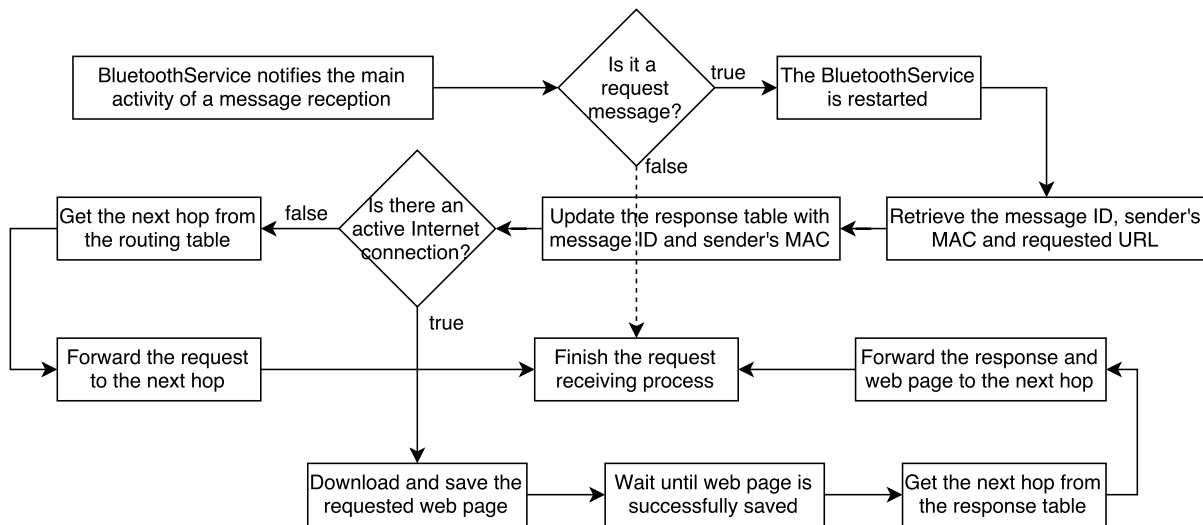 BluetoothService notifies the main
activity of a message reception
Is it a
request
message?
true
The BluetoothService
is restarted
false
Get the next hop from
the routing table
false
Is there an
active Internet
connection?
Update the response table with
message ID and sender's MAC
Retrieve the message ID, sender's
MAC and requested URL
true
Forward the request
to the next hop
Finish the request
receiving process
Forward the response and
web page to the next hop
Download and save the
requested web page
Wait until web page is
successfully saved
Get the next hop from
the response table